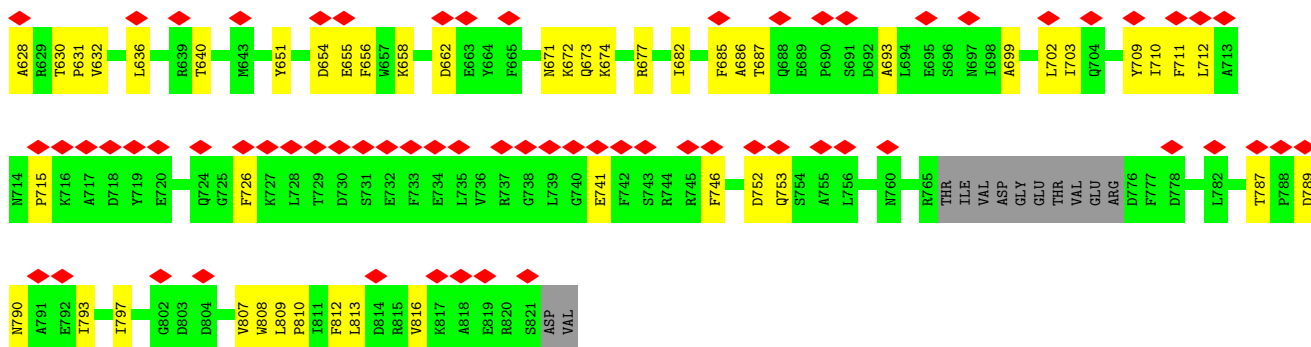 A628 R629 T630 P631 V632 L636 R639 T640 M643 Y651 D654 E655 F656 W657 K658 D662 E663 Y664 F665 N671 K672 Q673 K674 R677 I682 F685 A686 T687 Q688 E689 P690 S691 D692 A693 L694 E695 S696 N697 I698 A699 L702 I703 Q704 Y709 I710 F711 L712 A713
N714 P715 K716 A717 D718 Y719 E720 Q724 G725 F726 K727 L728 T729 D730 S731 E732 F733 E734 L735 V736 R737 G738 L739 G740 E741 F742 S743 R744 R745 F746 D752 Q753 S754 A755 L756 N760 R765 THR ILE VAL ASP GLY GLU THR VAL GLU ARG D776 F777 D778 L782 T787 P788 D789
N790 A791 E792 I793 I797 G802 D803 D804 V807 W808 L809 P810 I811 F812 L813 D814 R815 V816 K817 A818 E819 R820 S821 ASP VAL